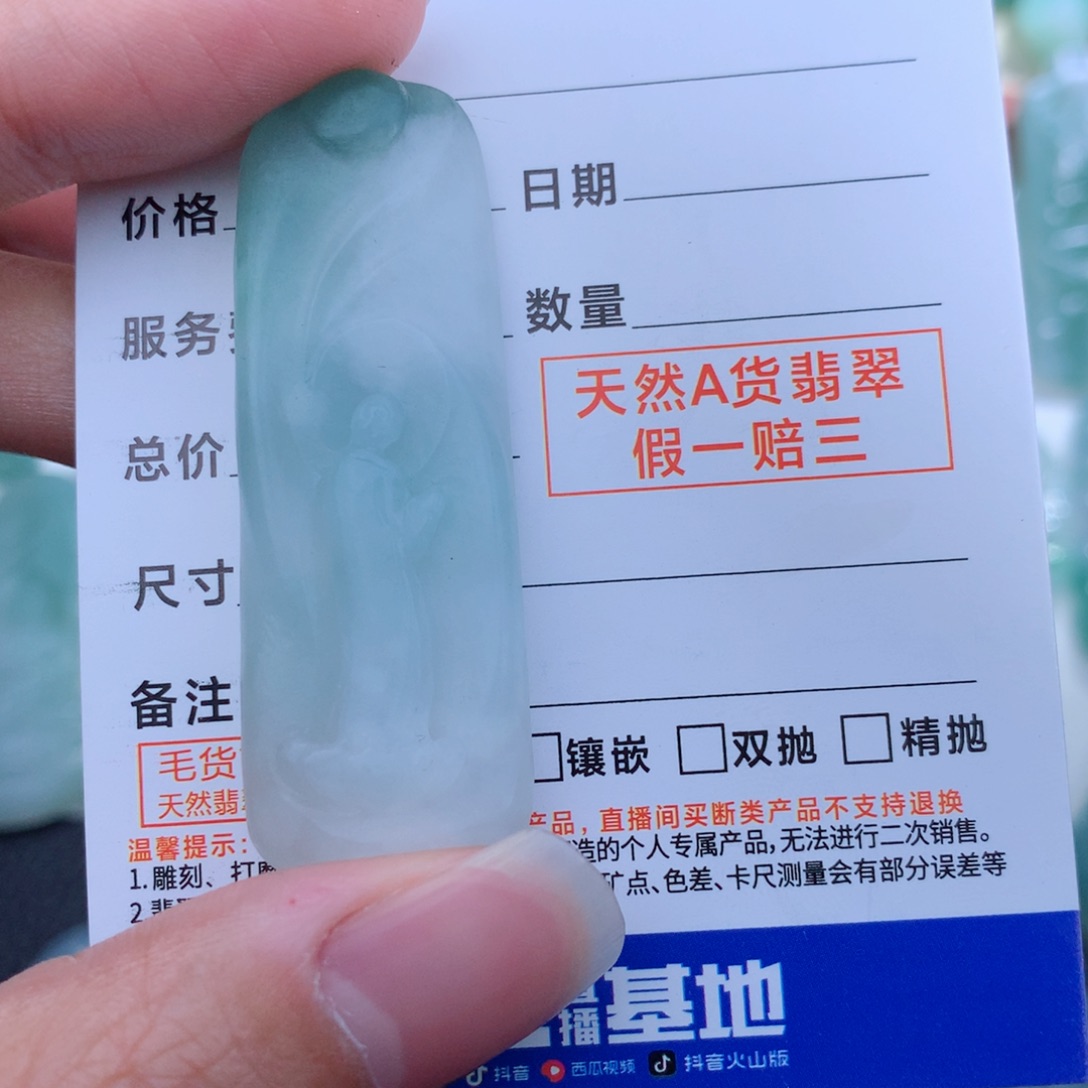 价格
日期
服务
数量
天然A货翡翠
假一赔三
总价
尺寸
备注
镶嵌 双抛 精抛
毛货
天然翡
产品，直播间买断类产品不支持退换
温馨提示：
造的个人专属产品,无法进行二次销售。
1.雕刻、打磨
矿点、色差、卡尺测量会有部分误差等
2
播基地
抖音 西瓜视频 抖音火山版